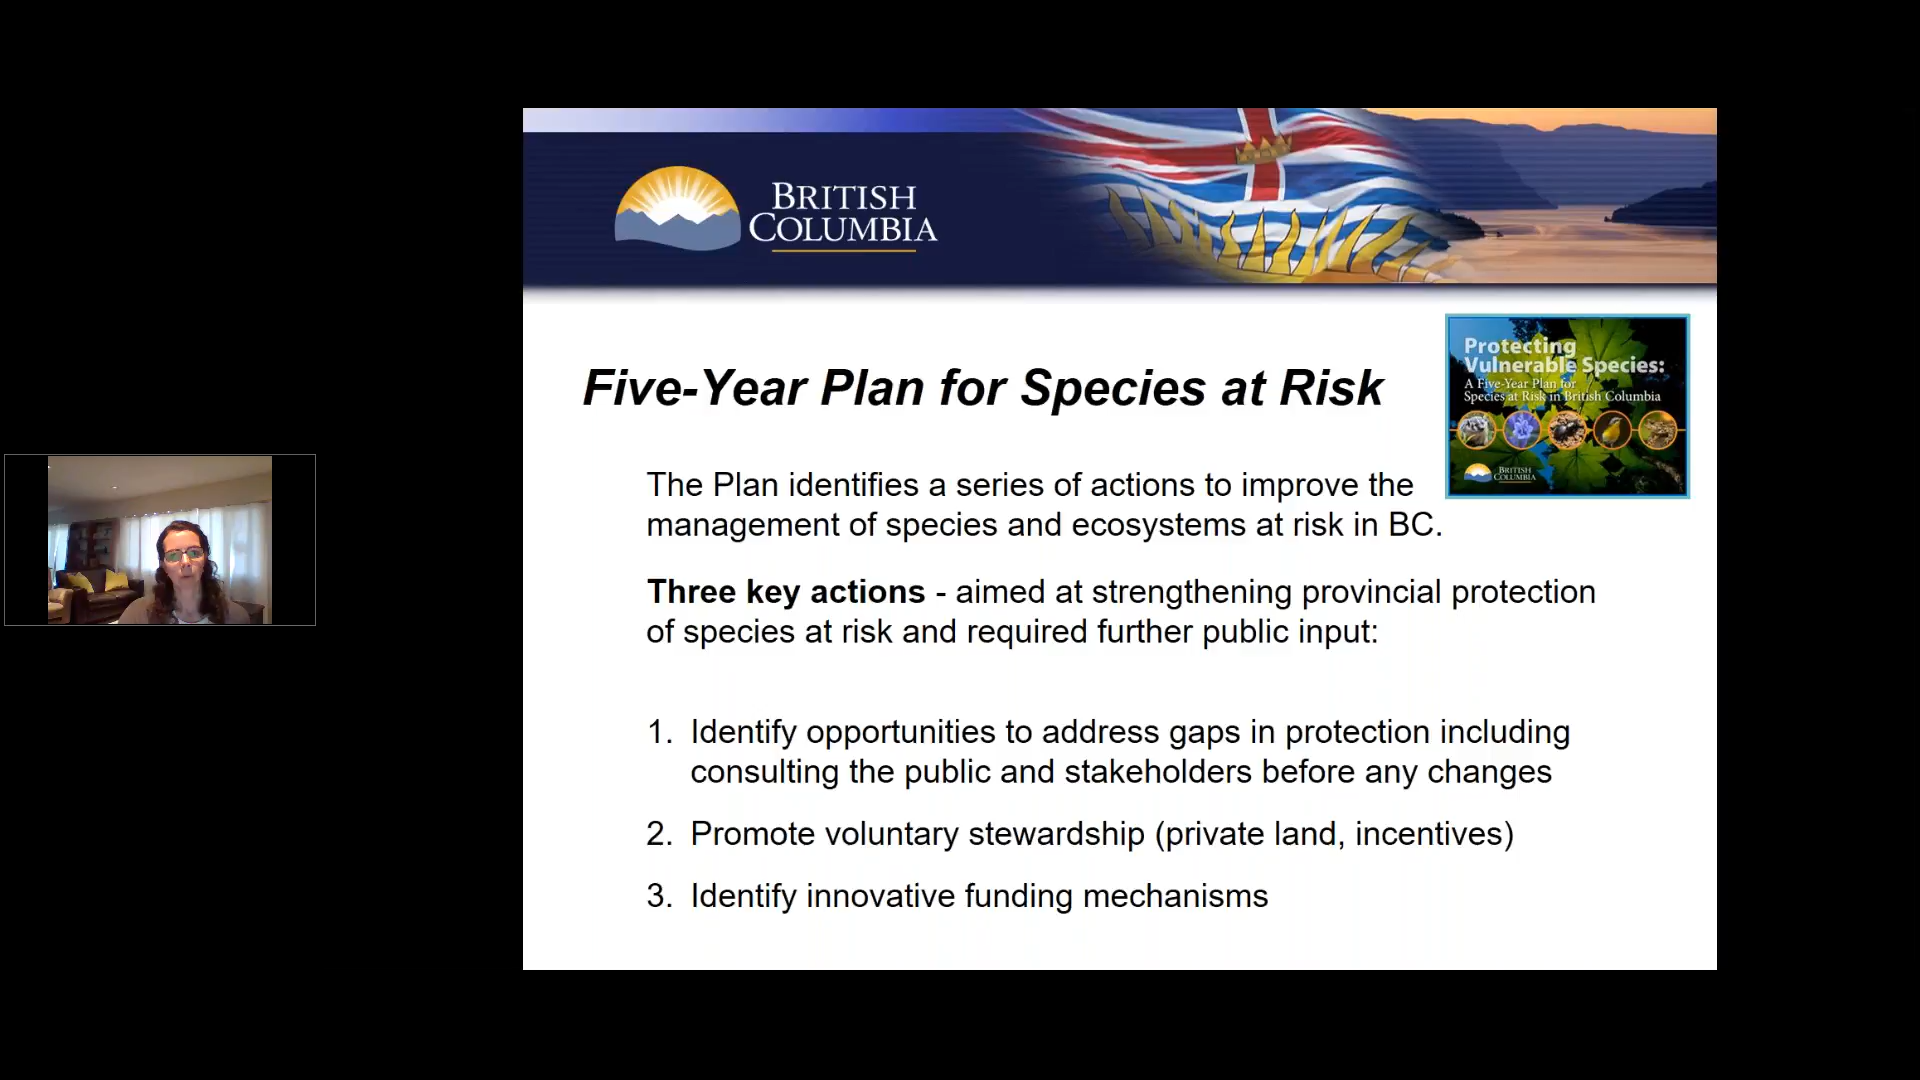 BRITISH
COLUMBIA
Five-Year Plan for Species at Risk
Protecting
Vulnerable Species:
A Five-Year Plan for
Species at Risk in British Columbia
BRITISH
COLUMBIA
The Plan identifies a series of actions to improve the
management of species and ecosystems at risk in BC.
Three key actions - aimed at strengthening provincial protection
of species at risk and required further public input:
1. Identify opportunities to address gaps in protection including
consulting the public and stakeholders before any changes
2. Promote voluntary stewardship (private land, incentives)
3. Identify innovative funding mechanisms